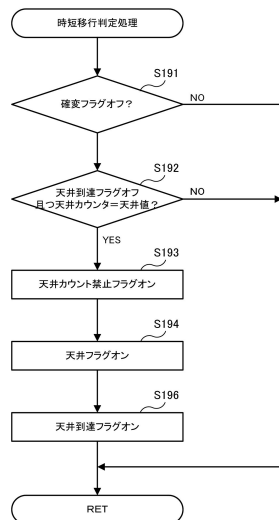 時短移行判定処理
S191
確変フラグオフ？
NO
S192
天井到達フラグオフ
且つ天井カウンタ＝天井値？
NO
YES
S193
天井カウント禁止フラグオン
S194
天井フラグオン
S196
天井到達フラグオン
RET